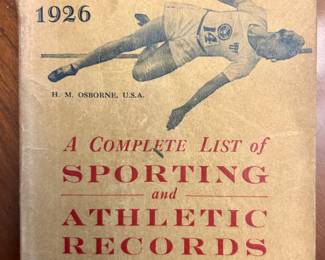 1926
H. M. OSBORNE, U.S.A.
A COMPLETE LIST of
SPORTING
and
ATHLETIC
RECORDS